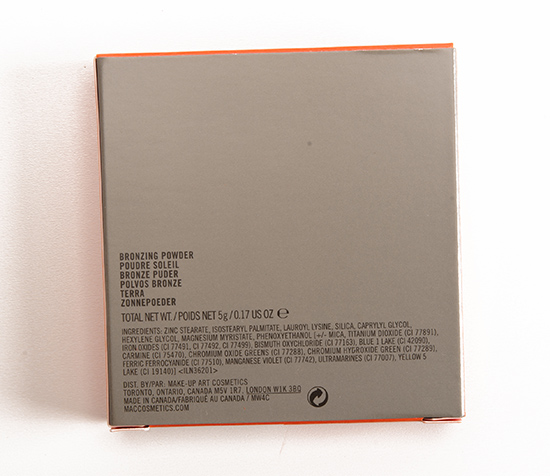 BRONZING POWDER
POUDRE SOLEIL
BRONZE PUDER
POLVOS BRONZE
TERRA
ZONNEPOEDER
TOTAL NET WT. / POIDS NET 5g / 0.17 US OZ ℮
INGREDIENTS: ZINC STEARATE, ISOSTEARYL PALMITATE, LAUROYL LYSINE, SILICA, CAPRYLYL GLYCOL,
HEXYLENE GLYCOL, MAGNESIUM MYRISTATE, PHENOXYETHANOL [+/- MICA, TITANIUM DIOXIDE (CI 77891),
IRON OXIDES (CI 77491, CI 77492, CI 77499), BISMUTH OXYCHLORIDE (CI 77163), BLUE 1 LAKE (CI 42090),
CARMINE (CI 75470), CHROMIUM OXIDE GREENS (CI 77288), CHROMIUM HYDROXIDE GREEN (CI 77289),
FERRIC FERROCYANIDE (CI 77510), MANGANESE VIOLET (CI 77742), ULTRAMARINES (CI 77007), YELLOW 5
LAKE (CI 19140)] <ILN36201>
DIST. BY/PAR. MAKE-UP ART COSMETICS
TORONTO, ONTARIO, CANADA M5V 1R7, LONDON W1K 3BQ
MADE IN CANADA/FABRIQUÉ AU CANADA / MW4C
MACCOSMETICS.COM